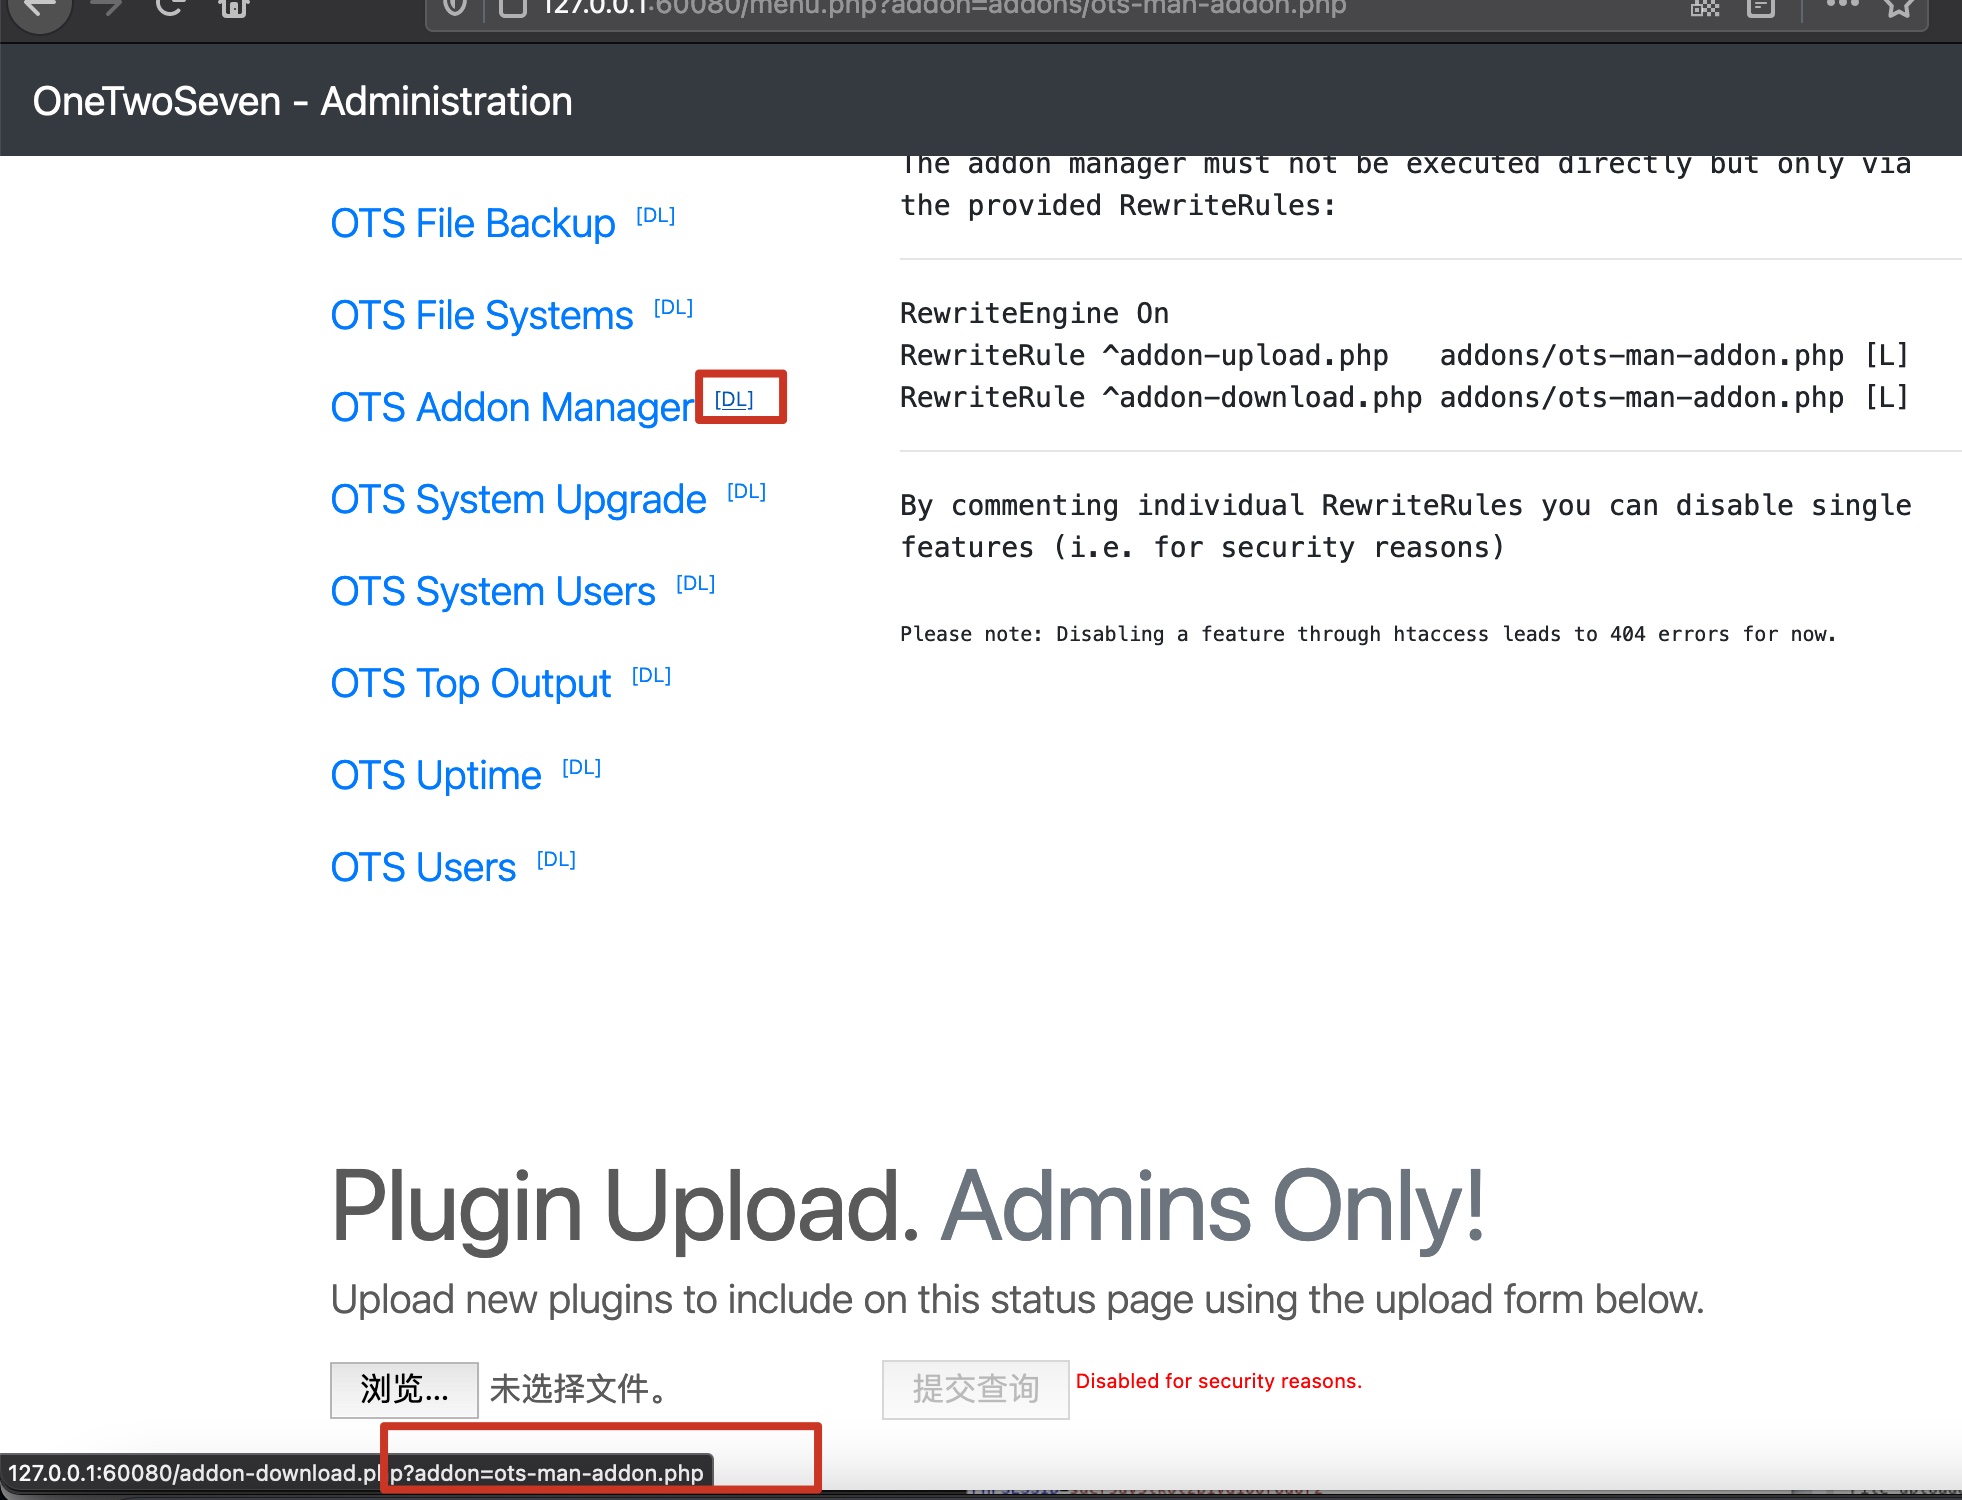 127.0.0.1:60080/menu.php?addon=addons/ots-man-addon.php
OneTwoSeven - Administration
OTS File Backup [DL]
OTS File Systems [DL]
OTS Addon Manager [DL]
OTS System Upgrade [DL]
OTS System Users [DL]
OTS Top Output [DL]
OTS Uptime [DL]
OTS Users [DL]
The addon manager must not be executed directly but only via
the provided RewriteRules:
RewriteEngine On
RewriteRule ^addon-upload.php   addons/ots-man-addon.php [L]
RewriteRule ^addon-download.php addons/ots-man-addon.php [L]
By commenting individual RewriteRules you can disable single
features (i.e. for security reasons)
Please note: Disabling a feature through htaccess leads to 404 errors for now.
Plugin Upload. Admins Only!
Upload new plugins to include on this status page using the upload form below.
浏览... 未选择文件。 提交查询 Disabled for security reasons.
127.0.0.1:60080/addon-download.php?addon=ots-man-addon.php